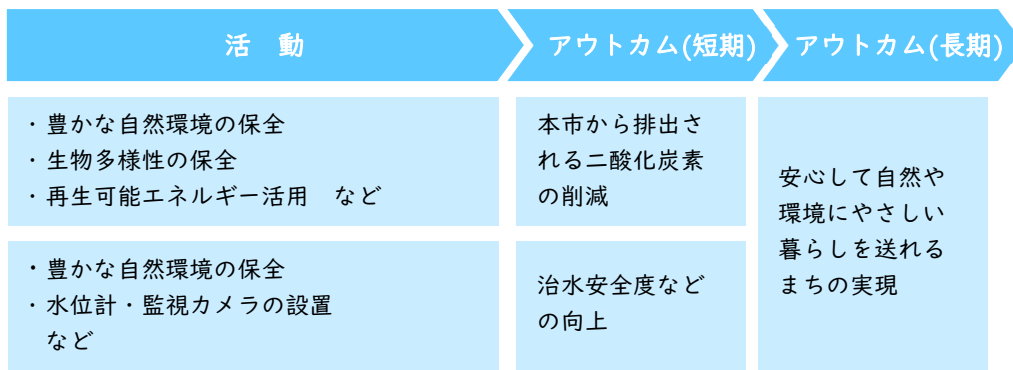 活　動
アウトカム(短期)
アウトカム(長期)
・豊かな自然環境の保全
・生物多様性の保全
・再生可能エネルギー活用　など
本市から排出さ
れる二酸化炭素
の削減
・豊かな自然環境の保全
・水位計・監視カメラの設置
など
治水安全度など
の向上
安心して自然や
環境にやさしい
暮らしを送れる
まちの実現